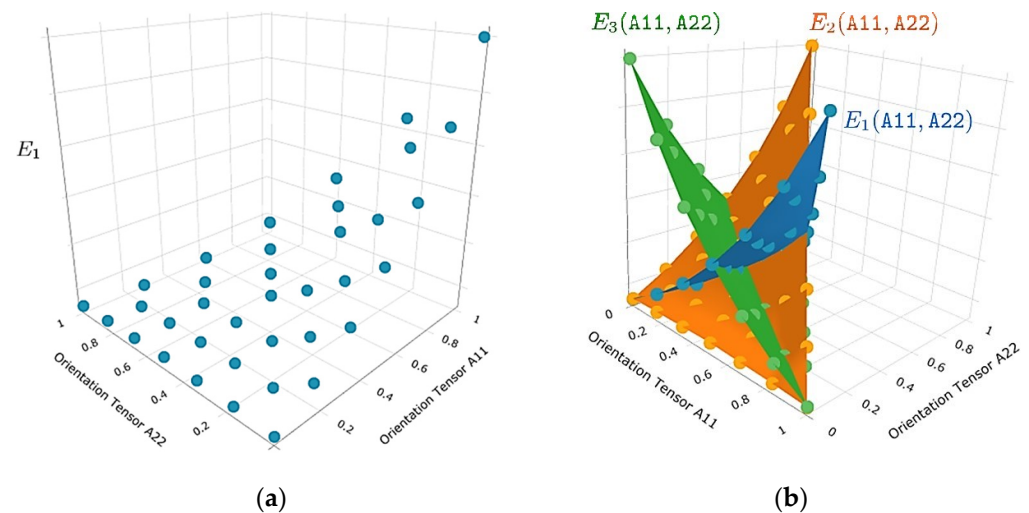 E₃(A11, A22)
E₂(A11, A22)
E₁(A11, A22)
E₁
1
0.8
0.6
0.4
0.2
Orientation Tensor A22
0.2
0.4
0.6
0.8
1
Orientation Tensor A11
0
0.2
0.4
0.6
0.8
1
Orientation Tensor A11
0
0.2
0.4
0.6
0.8
1
Orientation Tensor A22
(a)
(b)